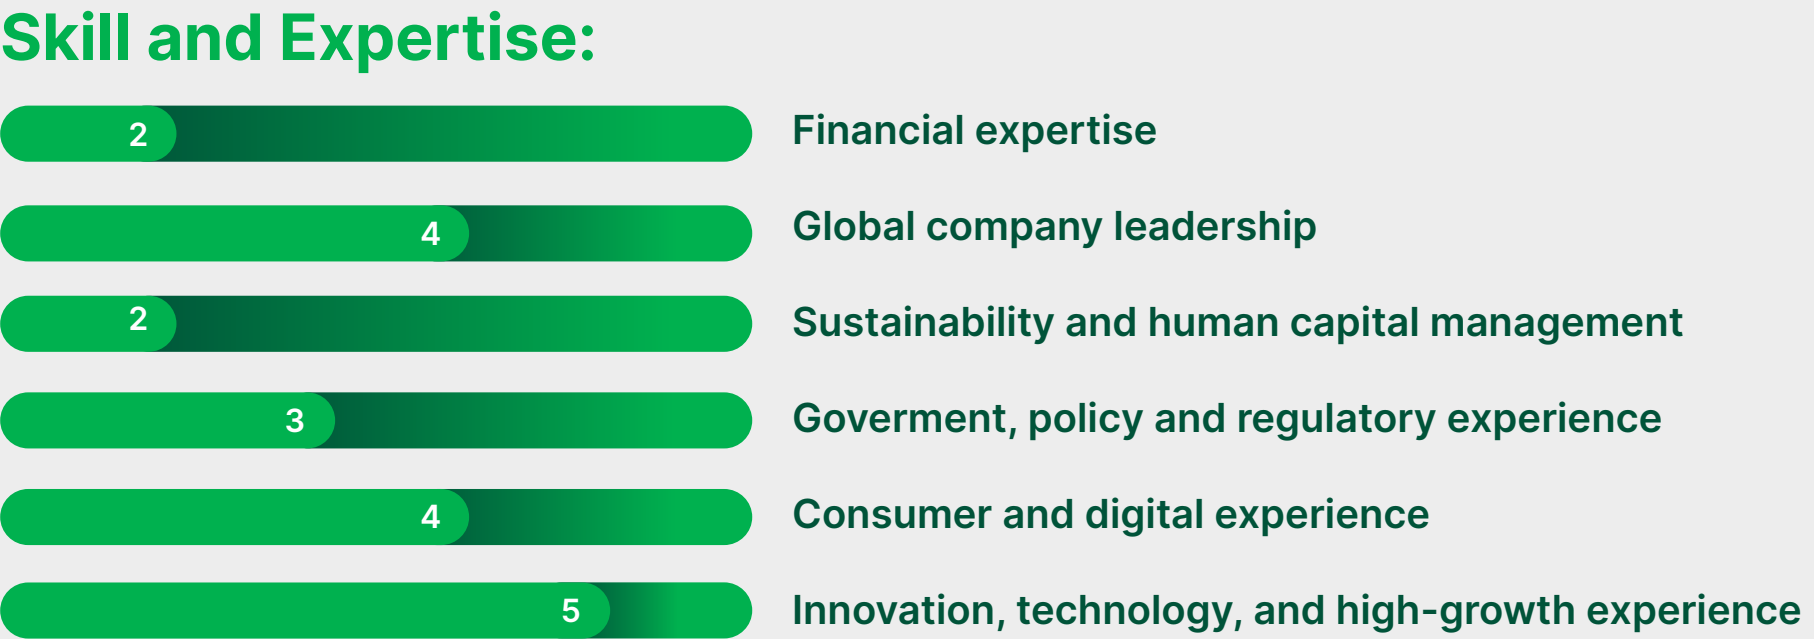 Skill and Expertise:
2 Financial expertise
4 Global company leadership
2 Sustainability and human capital management
3 Goverment, policy and regulatory experience
4 Consumer and digital experience
5 Innovation, technology, and high-growth experience